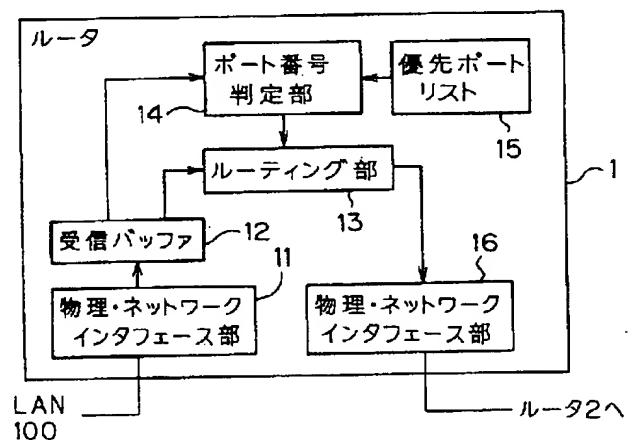 ルータ
ポート番号
判定部
14
優先ポート
リスト
15
ルーティング部
13
1
受信バッファ
12
11
物理・ネットワーク
インタフェース部
16
物理・ネットワーク
インタフェース部
LAN
100
ルータ2へ